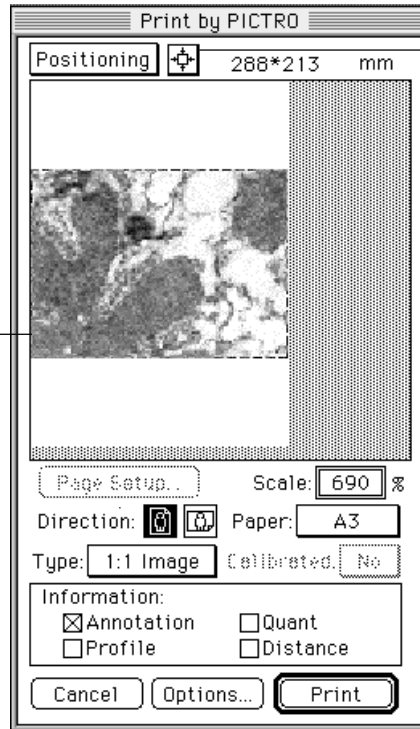 Print by PICTRO
Positioning 288*213 mm
Page Setup...
Scale: 690 %
Direction: Paper: A3
Type: 1:1 Image Calibrated: No
Information:
Annotation Quant
Profile Distance
Cancel Options... Print